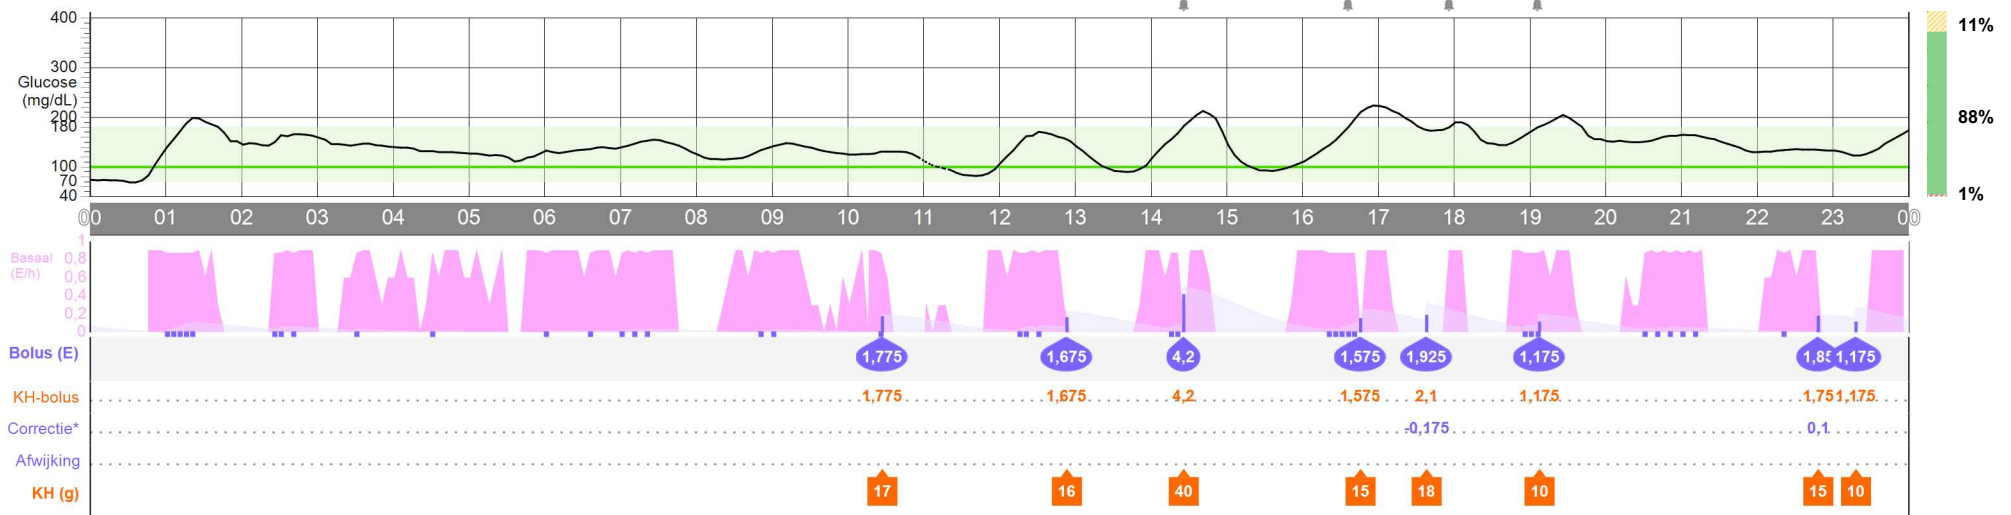 400
11%
300
Glucose
(mg/dL)
200
88%
180
100
70
40
1%
00 01 02 03 04 05 06 07 08 09 10 11 12 13 14 15 16 17 18 19 20 21 22 23 00
1
Basaal 0,8
(E/h) 0,6
0,4
0,2
0
Bolus (E) 1,775 1,675 4,2 1,575 1,925 1,175 1,85 1,175
KH-bolus 1,775 1,675 4,2 1,575 2,1 1,175 1,75 1,175
Correctie* -0,175 0,1
Afwijking
KH (g) 17 16 40 15 18 10 15 10